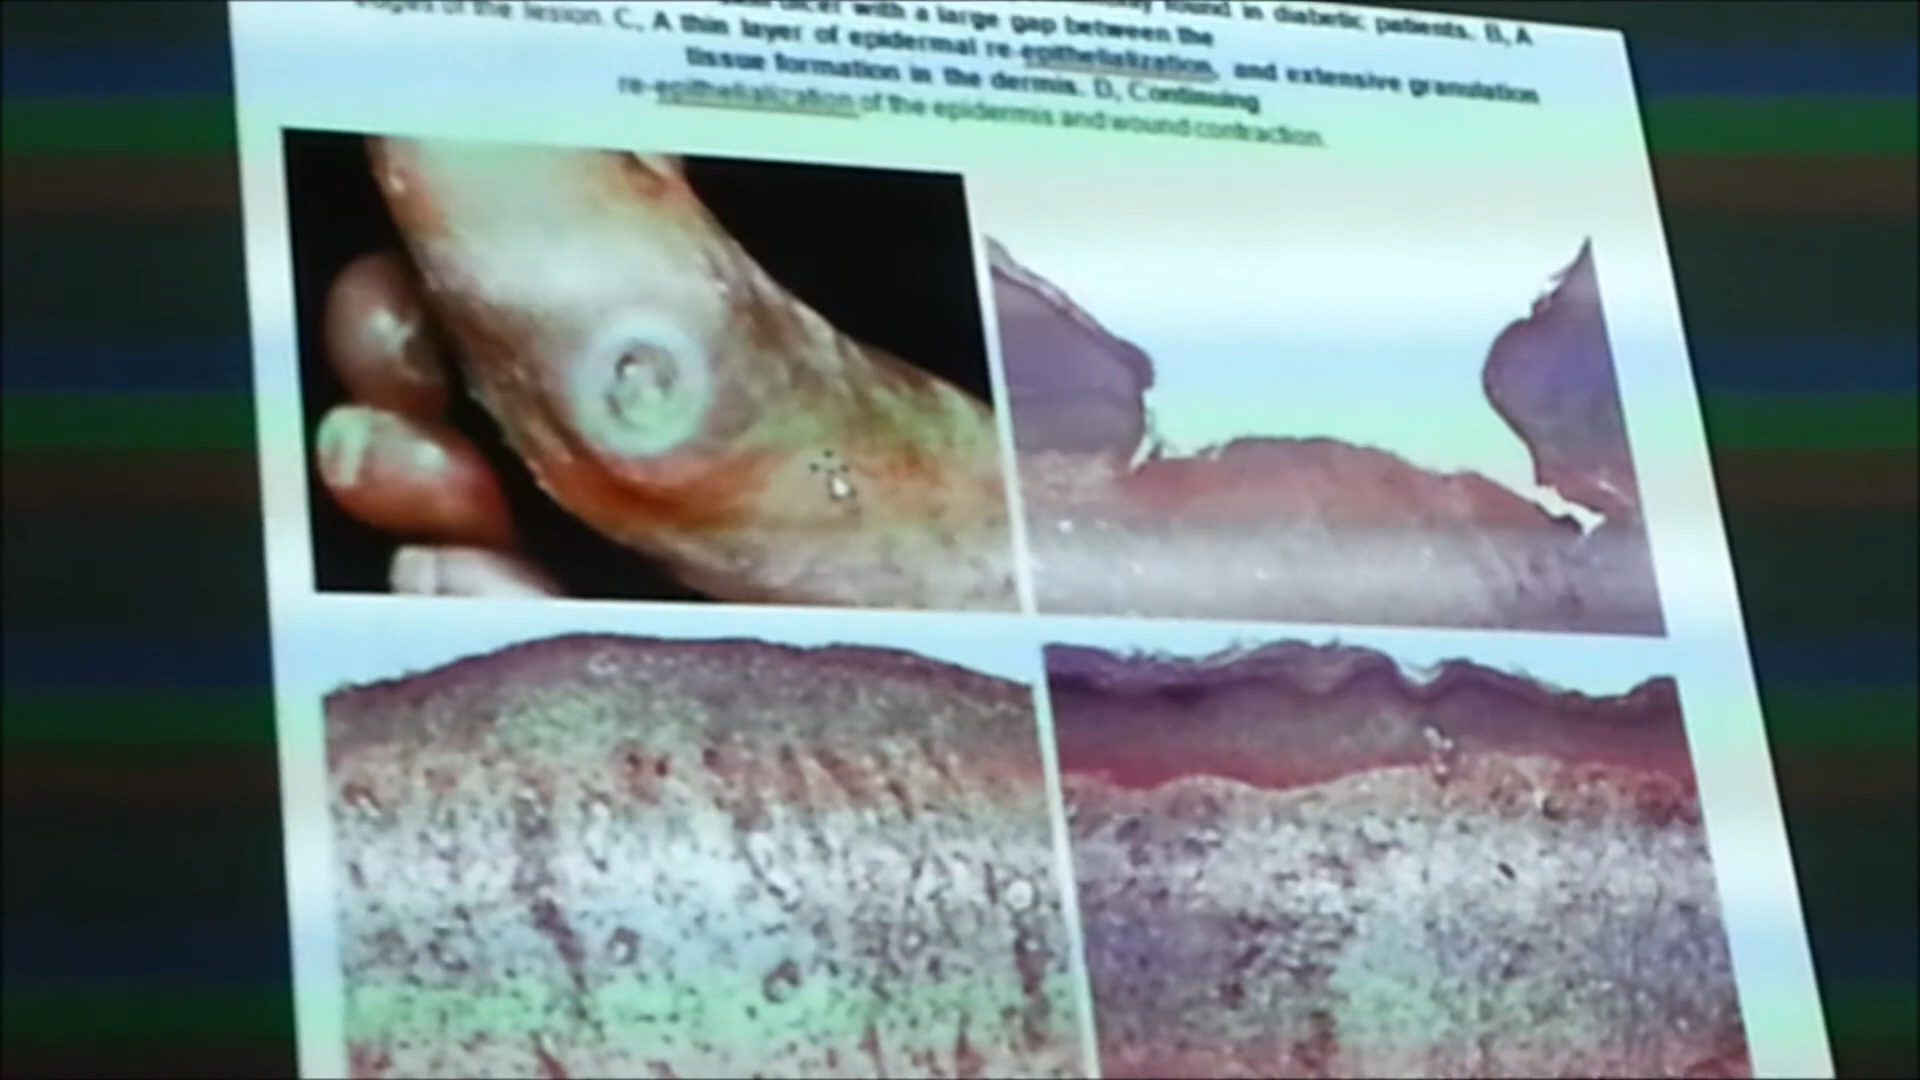 found in diabetic patients. B, A
ulcer with a large gap between the
edges of the lesion. C, A thin layer of epidermal re-epithelialization, and extensive granulation
tissue formation in the dermis. D, Continuing
re-epithelialization of the epidermis and wound contraction.